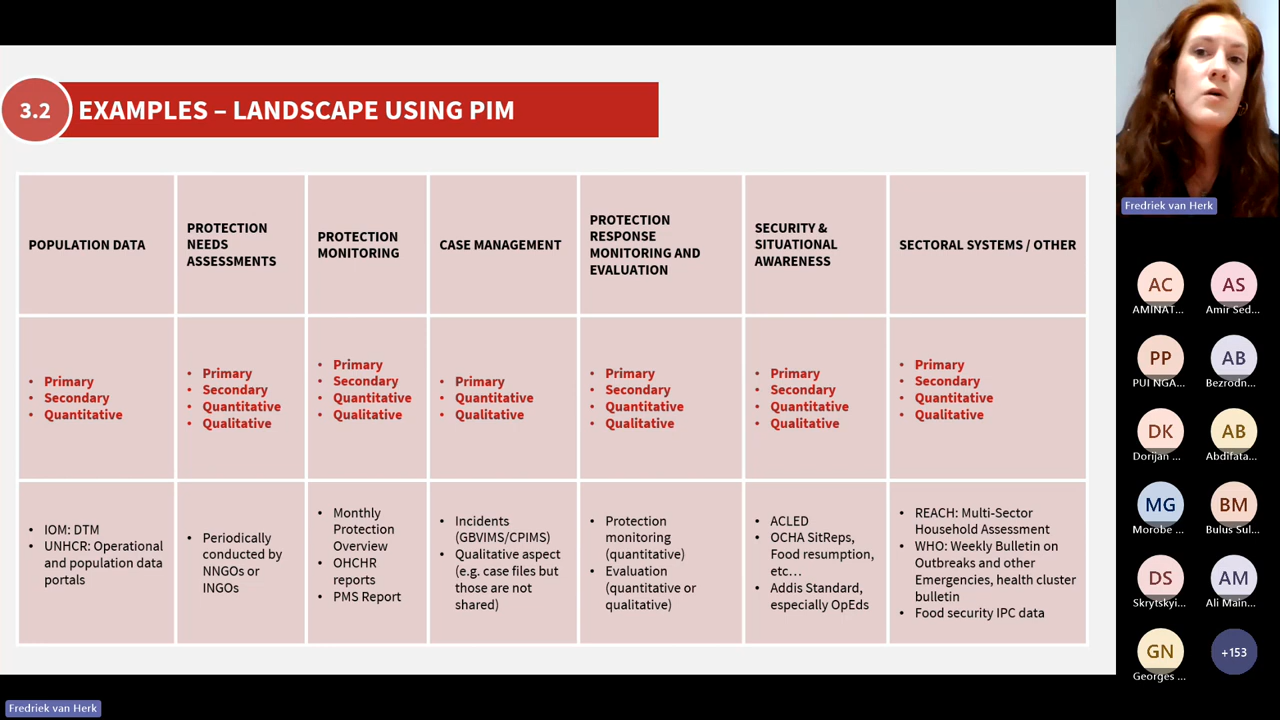 3.2
EXAMPLES – LANDSCAPE USING PIM
POPULATION DATA
PROTECTION
NEEDS
ASSESSMENTS
PROTECTION
MONITORING
CASE MANAGEMENT
PROTECTION
RESPONSE
MONITORING AND
EVALUATION
SECURITY &
SITUATIONAL
AWARENESS
SECTORAL SYSTEMS / OTHER
• Primary
• Secondary
• Quantitative
• Primary
• Secondary
• Quantitative
• Qualitative
• Primary
• Secondary
• Quantitative
• Qualitative
• Primary
• Quantitative
• Qualitative
• Primary
• Secondary
• Quantitative
• Qualitative
• Primary
• Secondary
• Quantitative
• Qualitative
• Primary
• Secondary
• Quantitative
• Qualitative
• IOM: DTM
• UNHCR: Operational
and population data
portals
• Periodically
conducted by
NNGOs or
INGOs
• Monthly
Protection
Overview
• OHCHR
reports
• PMS Report
• Incidents
(GBVIMS/CPIMS)
• Qualitative aspect
(e.g. case files but
those are not
shared)
• Protection
monitoring
(quantitative)
• Evaluation
(quantitative or
qualitative)
• ACLED
• OCHA SitReps,
Food resumption,
etc…
• Addis Standard,
especially OpEds
• REACH: Multi-Sector
Household Assessment
• WHO: Weekly Bulletin on
Outbreaks and other
Emergencies, health cluster
bulletin
• Food security IPC data
Fredriek van Herk
AC
AMINAT...
AS
Amir Sed...
PP
PUI NGA...
AB
Bezrodn...
DK
Dorijan ...
AB
Abdifata...
MG
Morobe ...
BM
Bulus Sul...
DS
Skrytskyi...
AM
Ali Main...
GN
Georges ...
+153
Fredriek van Herk